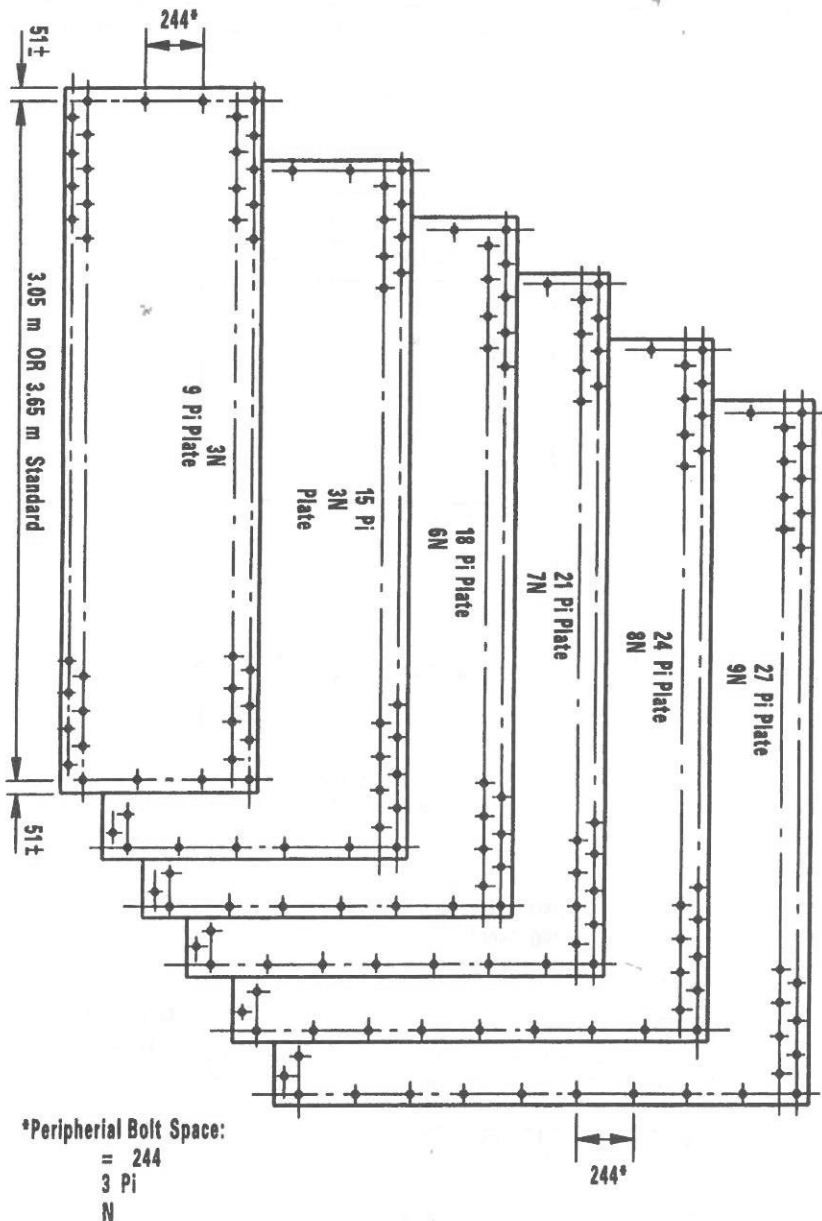 244*
51±
3.05 m OR 3.65 m Standard
51±
3N
9 Pi Plate
15 Pi
3N
Plate
18 Pi Plate
6N
21 Pi Plate
7N
24 Pi Plate
8N
27 Pi Plate
9N
244*
*Peripherial Bolt Space:
= 244
3 Pi
N